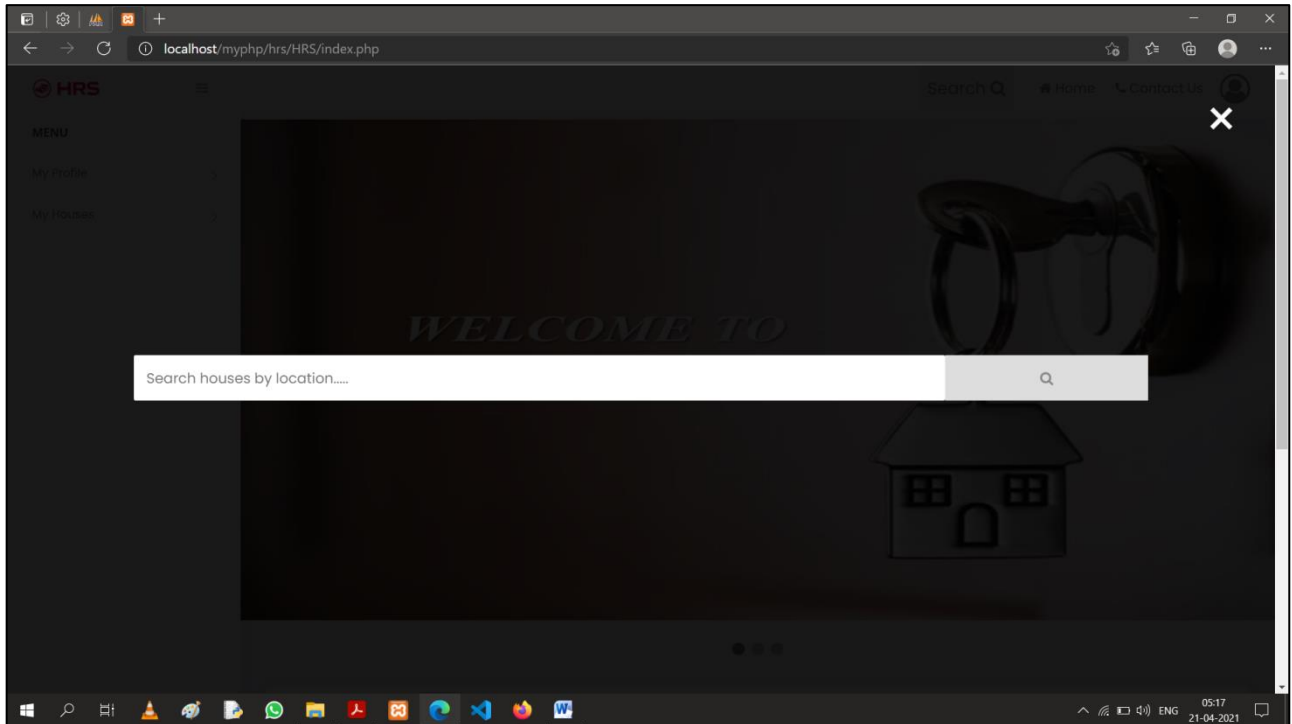 localhost/myphp/hrs/HRS/index.php
HRS
Search
Home
Contact Us
MENU
My Profile
My Houses
WELCOME TO
Search houses by location.....
ENG
05:17
21-04-2021